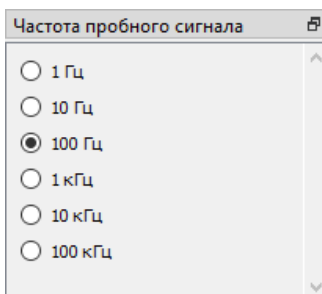 Частота пробного сигнала
1 Гц
10 Гц
100 Гц
1 кГц
10 кГц
100 кГц